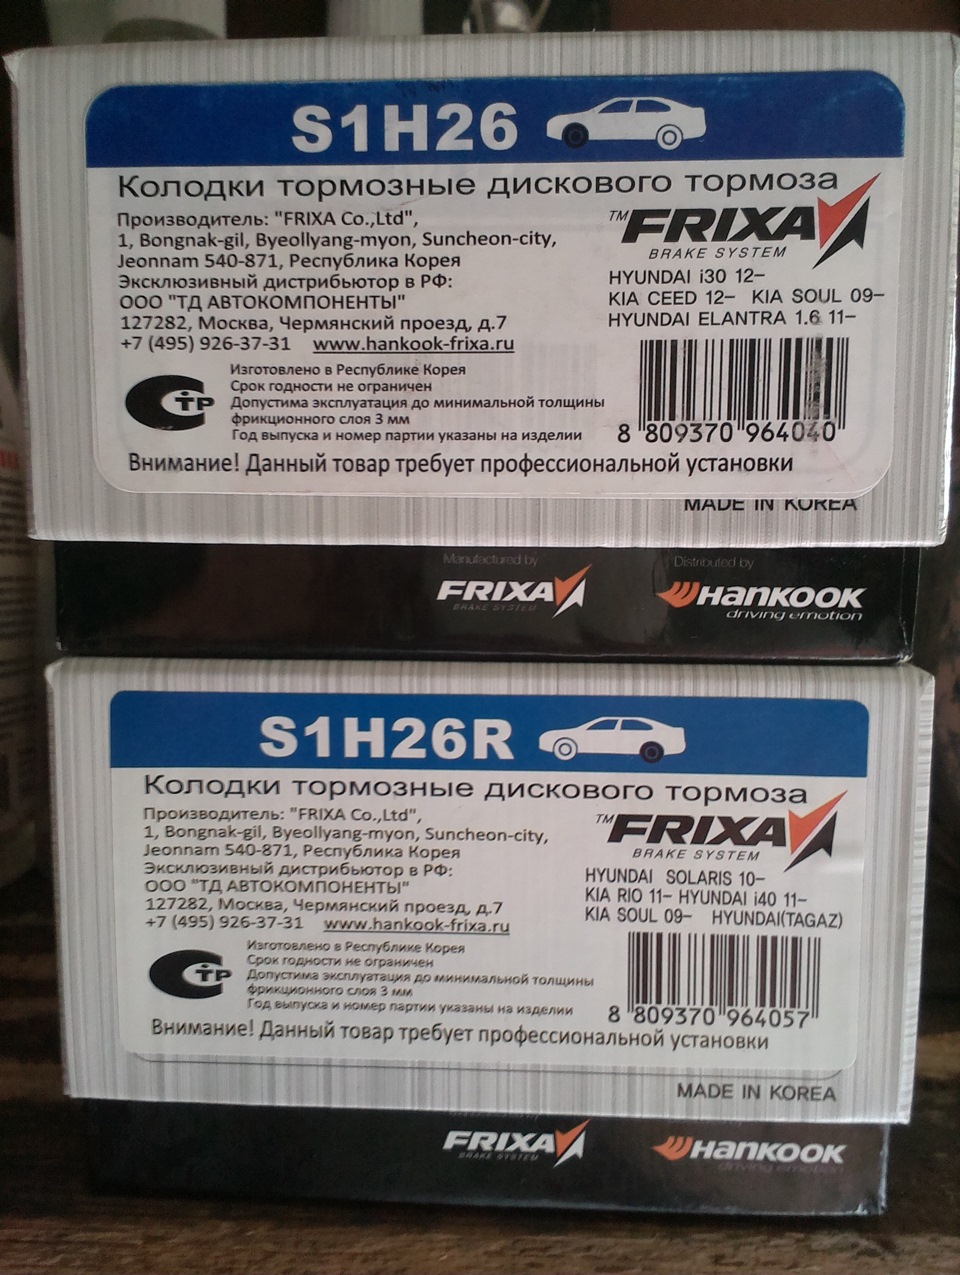 S1H26
Колодки тормозные дискового тормоза
Производитель: "FRIXA Co.,Ltd",
1, Bongnak-gil, Byeollyang-myon, Suncheon-city,
Jeonnam 540-871, Республика Корея
Эксклюзивный дистрибьютор в РФ:
ООО "ТД АВТОКОМПОНЕНТЫ"
127282, Москва, Чермянский проезд, д.7
+7 (495) 926-37-31 www.hankook-frixa.ru
TM FRIXA
BRAKE SYSTEM
HYUNDAI i30 12–
KIA CEED 12– KIA SOUL 09–
HYUNDAI ELANTRA 1.6 11–
СТР
Изготовлено в Республике Корея
Срок годности не ограничен
Допустима эксплуатация до минимальной толщины
фрикционного слоя 3 мм
Год выпуска и номер партии указаны на изделии
8 809370 964040
Внимание! Данный товар требует профессиональной установки
MADE IN KOREA
Manufactured by
FRIXA
BRAKE SYSTEM
Distributed by
HANKOOK
driving emotion
S1H26R
Колодки тормозные дискового тормоза
Производитель: "FRIXA Co.,Ltd",
1, Bongnak-gil, Byeollyang-myon, Suncheon-city,
Jeonnam 540-871, Республика Корея
Эксклюзивный дистрибьютор в РФ:
ООО "ТД АВТОКОМПОНЕНТЫ"
127282, Москва, Чермянский проезд, д.7
+7 (495) 926-37-31 www.hankook-frixa.ru
TM FRIXA
BRAKE SYSTEM
HYUNDAI SOLARIS 10–
KIA RIO 11– HYUNDAI i40 11–
KIA SOUL 09– HYUNDAI(TAGAZ)
СТР
Изготовлено в Республике Корея
Срок годности не ограничен
Допустима эксплуатация до минимальной толщины
фрикционного слоя 3 мм
Год выпуска и номер партии указаны на изделии
8 809370 964057
Внимание! Данный товар требует профессиональной установки
MADE IN KOREA
FRIXA
BRAKE SYSTEM
HANKOOK
driving emotion